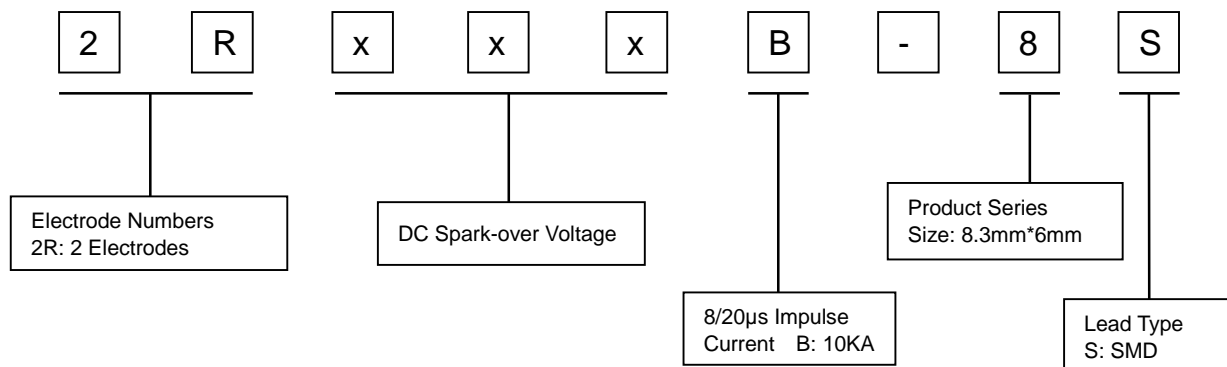 2 R x x x B - 8 S
Electrode Numbers
2R: 2 Electrodes
DC Spark-over Voltage
8/20μs Impulse
Current B: 10KA
Product Series
Size: 8.3mm*6mm
Lead Type
S: SMD